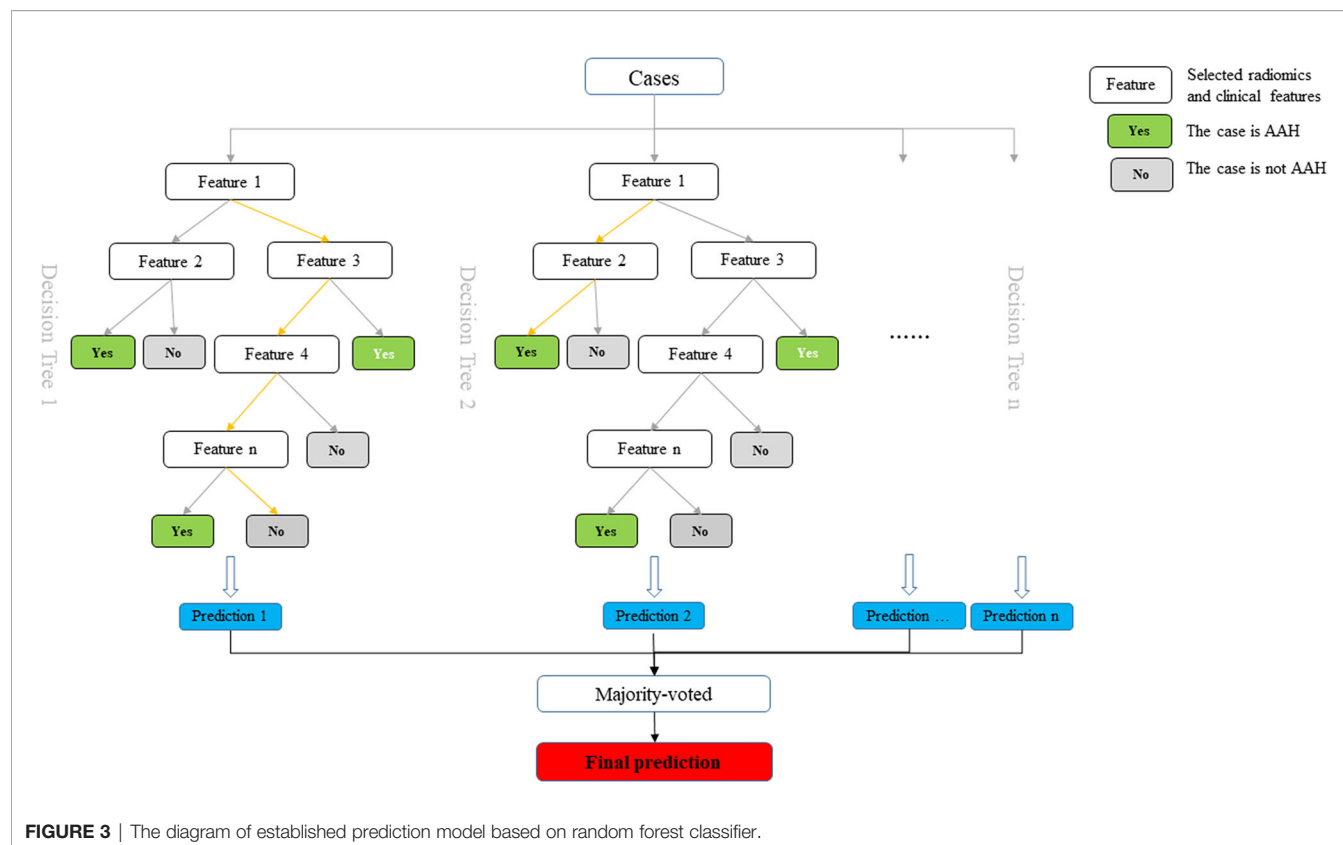 Cases
Feature
Selected radiomics
and clinical features
Yes
The case is AAH
No
The case is not AAH
Decision Tree 1
Feature 1
Feature 2
Feature 3
Yes
No
Feature 4
Yes
Feature n
No
Yes
No
Decision Tree 2
Feature 1
Feature 2
Feature 3
Yes
No
Feature 4
Yes
Feature n
No
Yes
No
......
Decision Tree n
Prediction 1
Prediction 2
Prediction ...
Prediction n
Majority-voted
Final prediction
FIGURE 3 | The diagram of established prediction model based on random forest classifier.